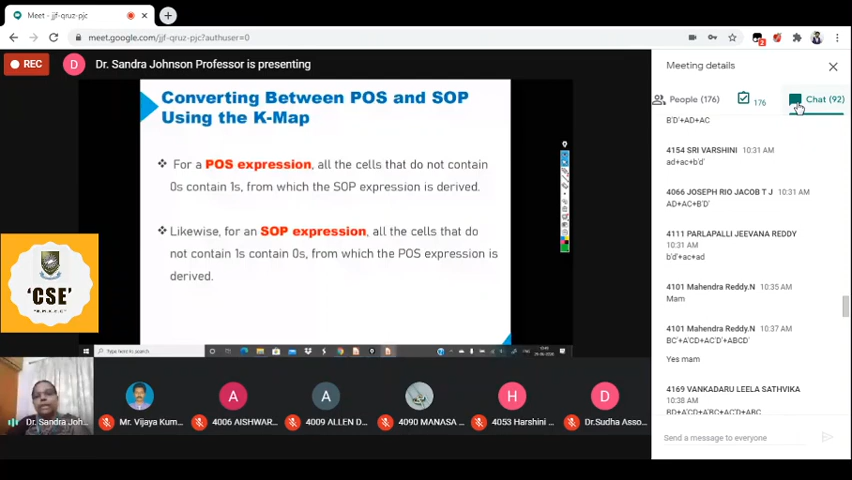 Meet - jjf-qruz-pjc
meet.google.com/jjf-qruz-pjc?authuser=0
REC
D
Dr. Sandra Johnson Professor is presenting
Converting Between POS and SOP
Using the K-Map
For a POS expression, all the cells that do not contain
0s contain 1s, from which the SOP expression is derived.
Likewise, for an SOP expression, all the cells that do
not contain 1s contain 0s, from which the POS expression is
derived.
'CSE'
Type here to search
Dr. Sandra Joh...
Mr. Vijaya Kum...
A
4006 AISHWAR...
A
4009 ALLEN D...
4090 MANASA ...
H
4053 Harshini ...
D
Dr.Sudha Asso...
Meeting details
People (176)
176
Chat (92)
B'D'+AD+AC
4154 SRI VARSHINI 10:31 AM
ad+ac+b'd'
4066 JOSEPH RIO JACOB T J 10:31 AM
AD+AC+B'D'
4111 PARLAPALLI JEEVANA REDDY
10:31 AM
b'd'+ac+ad
4101 Mahendra Reddy.N 10:35 AM
Mam
4101 Mahendra Reddy.N 10:37 AM
BC'+A'CD+AC'D'+ABCD'
Yes mam
4169 VANKADARU LEELA SATHVIKA
10:38 AM
Send a message to everyone